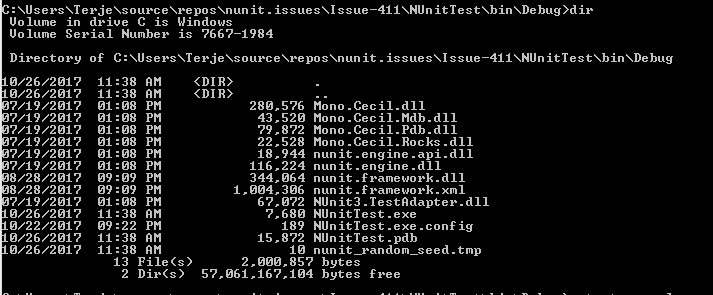 C:\Users\Terje\source\repos\nunit.issues\Issue-411\NUnitTest\bin\Debug>dir
 Volume in drive C is Windows
 Volume Serial Number is 7667-1984
 Directory of C:\Users\Terje\source\repos\nunit.issues\Issue-411\NUnitTest\bin\Debug
10/26/2017  11:38 AM    <DIR>          .
10/26/2017  11:38 AM    <DIR>          ..
07/19/2017  01:08 PM           280,576 Mono.Cecil.dll
07/19/2017  01:08 PM            43,520 Mono.Cecil.Mdb.dll
07/19/2017  01:08 PM            79,872 Mono.Cecil.Pdb.dll
07/19/2017  01:08 PM            22,528 Mono.Cecil.Rocks.dll
07/19/2017  01:08 PM            18,944 nunit.engine.api.dll
07/19/2017  01:08 PM           116,224 nunit.engine.dll
08/28/2017  09:09 PM           344,064 nunit.framework.dll
08/28/2017  09:09 PM         1,004,306 nunit.framework.xml
07/19/2017  01:08 PM            67,072 NUnit3.TestAdapter.dll
10/26/2017  11:38 AM             7,680 NUnitTest.exe
10/22/2017  09:22 PM               189 NUnitTest.exe.config
10/26/2017  11:38 AM            15,872 NUnitTest.pdb
10/26/2017  11:38 AM                10 nunit_random_seed.tmp
              13 File(s)      2,000,857 bytes
               2 Dir(s)  57,061,167,104 bytes free